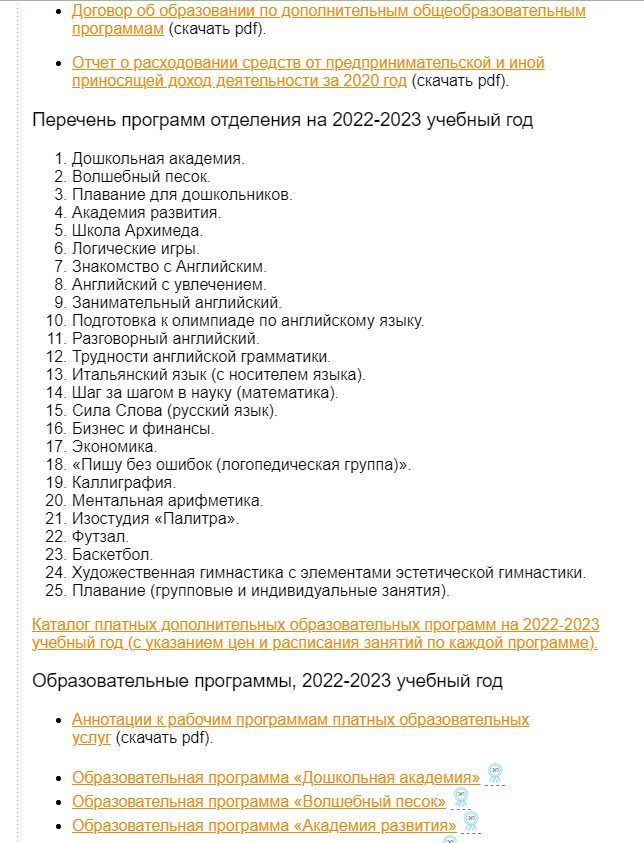 Договор об образовании по дополнительным общеобразовательным
программам (скачать pdf).
Отчет о расходовании средств от предпринимательской и иной
приносящей доход деятельности за 2020 год (скачать pdf).
Перечень программ отделения на 2022-2023 учебный год
1. Дошкольная академия.
2. Волшебный песок.
3. Плавание для дошкольников.
4. Академия развития.
5. Школа Архимеда.
6. Логические игры.
7. Знакомство с Английским.
8. Английский с увлечением.
9. Занимательный английский.
10. Подготовка к олимпиаде по английскому языку.
11. Разговорный английский.
12. Трудности английской грамматики.
13. Итальянский язык (с носителем языка).
14. Шаг за шагом в науку (математика).
15. Сила Слова (русский язык).
16. Бизнес и финансы.
17. Экономика.
18. «Пишу без ошибок (логопедическая группа)».
19. Каллиграфия.
20. Ментальная арифметика.
21. Изостудия «Палитра».
22. Футзал.
23. Баскетбол.
24. Художественная гимнастика с элементами эстетической гимнастики.
25. Плавание (групповые и индивидуальные занятия).
Каталог платных дополнительных образовательных программ на 2022-2023
учебный год (с указанием цен и расписания занятий по каждой программе).
Образовательные программы, 2022-2023 учебный год
Аннотации к рабочим программам платных образовательных
услуг (скачать pdf).
Образовательная программа «Дошкольная академия» ЭП
Образовательная программа «Волшебный песок» ЭП
Образовательная программа «Академия развития» ЭП